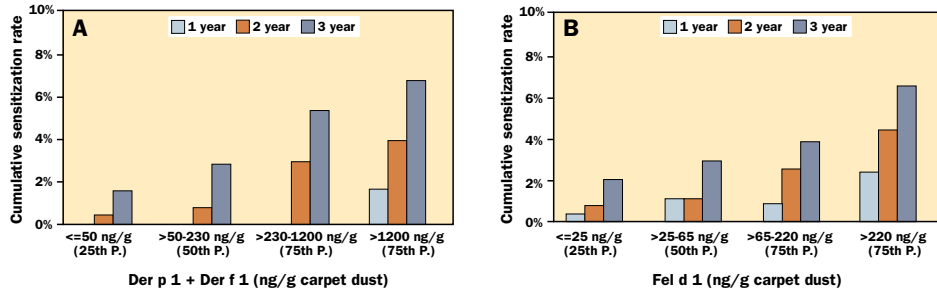 A
1 year 2 year 3 year
Cumulative sensitization rate
10%
8%
6%
4%
2%
0%
<=50 ng/g >50-230 ng/g >230-1200 ng/g >1200 ng/g
(25th P.) (50th P.) (75th P.) (75th P.)
Der p 1 + Der f 1 (ng/g carpet dust)
B
1 year 2 year 3 year
Cumulative sensitization rate
10%
8%
6%
4%
2%
0%
<=25 ng/g >25-65 ng/g >65-220 ng/g >220 ng/g
(25th P.) (50th P.) (75th P.) (75th P.)
Fel d 1 (ng/g carpet dust)